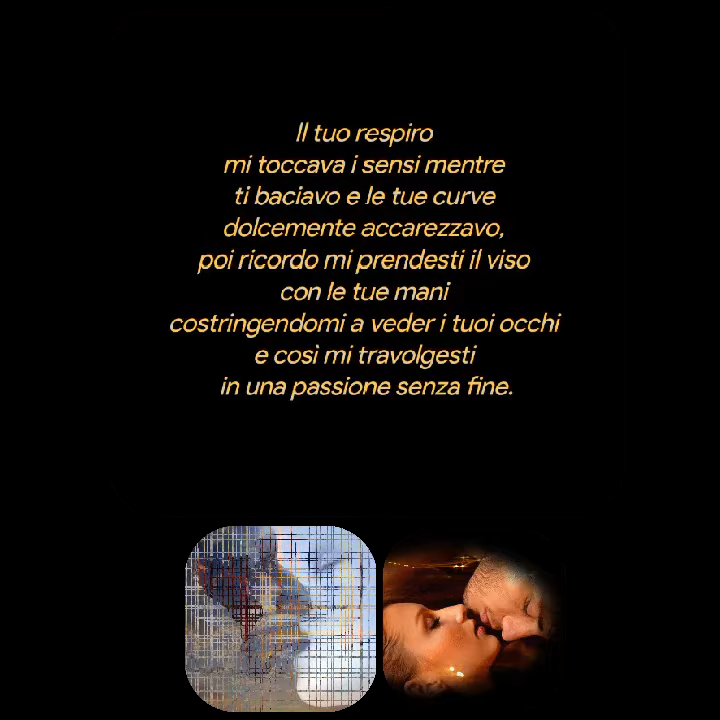 Il tuo respiro
mi toccava i sensi mentre
ti baciavo e le tue curve
dolcemente accarezzavo,
poi ricordo mi prendesti il viso
con le tue mani
costringendomi a veder i tuoi occhi
e così mi travolgesti
in una passione senza fine.